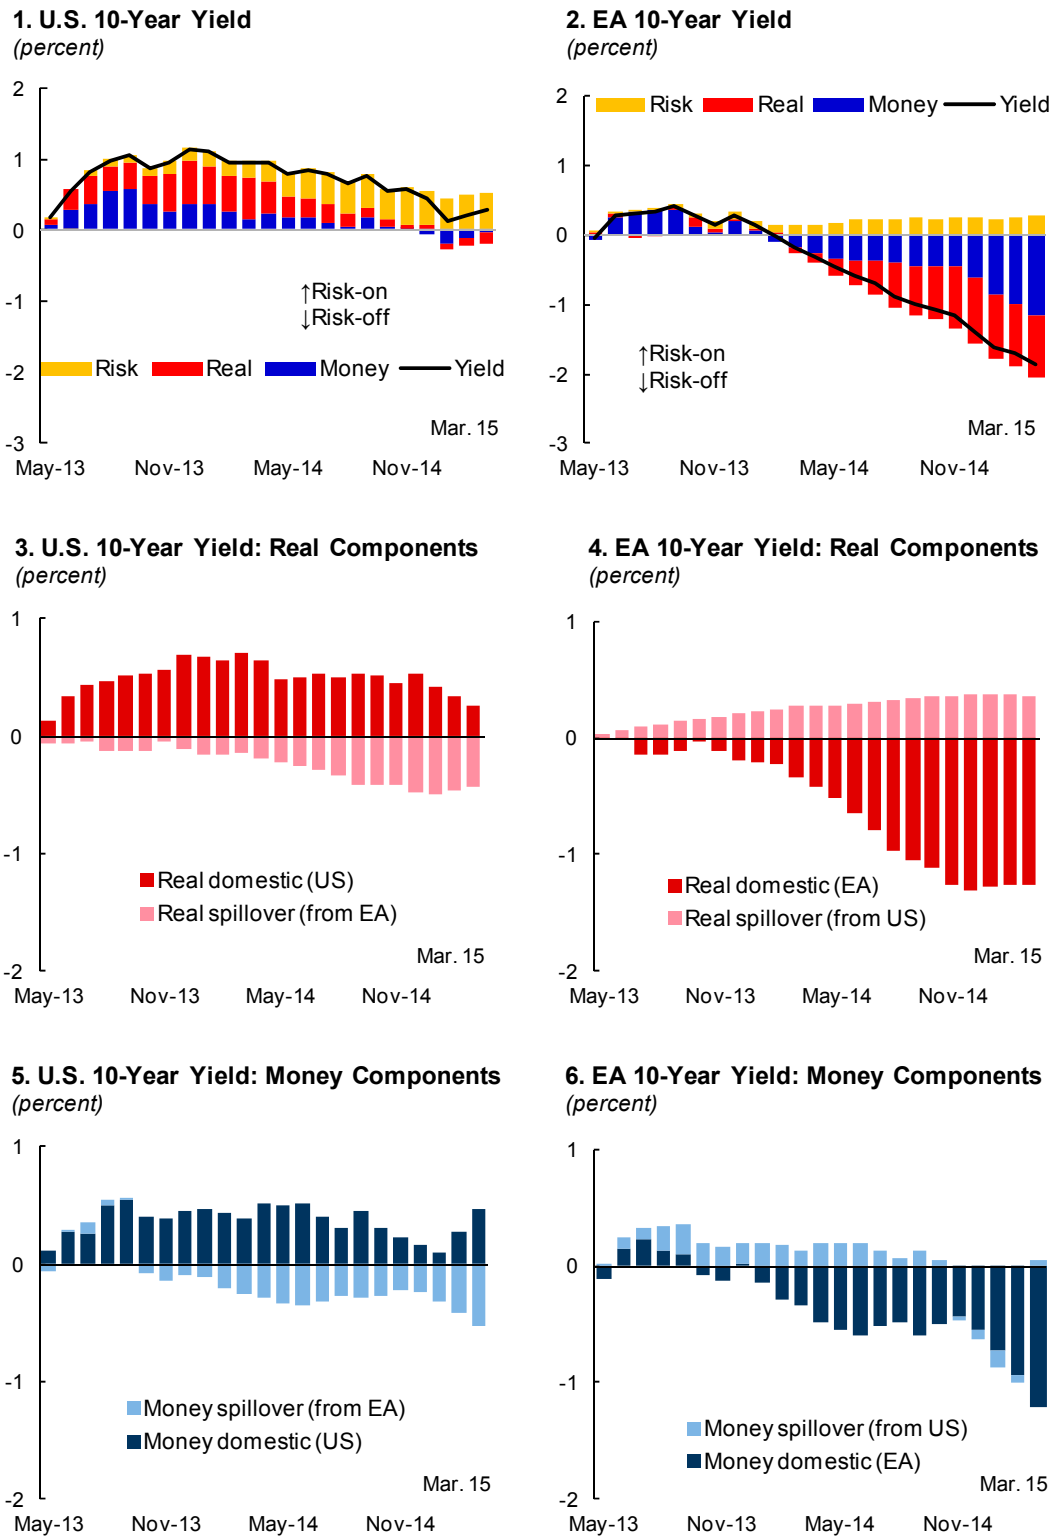 1. U.S. 10-Year Yield
(percent)
2
1
0
-1
-2
-3
↑Risk-on
↓Risk-off
Risk Real Money Yield
Mar. 15
May-13 Nov-13 May-14 Nov-14
2. EA 10-Year Yield
(percent)
2
1
0
-1
-2
-3
Risk Real Money Yield
↑Risk-on
↓Risk-off
Mar. 15
May-13 Nov-13 May-14 Nov-14
3. U.S. 10-Year Yield: Real Components
(percent)
1
0
-1
-2
Real domestic (US)
Real spillover (from EA)
Mar. 15
May-13 Nov-13 May-14 Nov-14
4. EA 10-Year Yield: Real Components
(percent)
1
0
-1
-2
Real domestic (EA)
Real spillover (from US)
Mar. 15
May-13 Nov-13 May-14 Nov-14
5. U.S. 10-Year Yield: Money Components
(percent)
1
0
-1
-2
Money spillover (from EA)
Money domestic (US)
Mar. 15
May-13 Nov-13 May-14 Nov-14
6. EA 10-Year Yield: Money Components
(percent)
1
0
-1
-2
Money spillover (from US)
Money domestic (EA)
Mar. 15
May-13 Nov-13 May-14 Nov-14